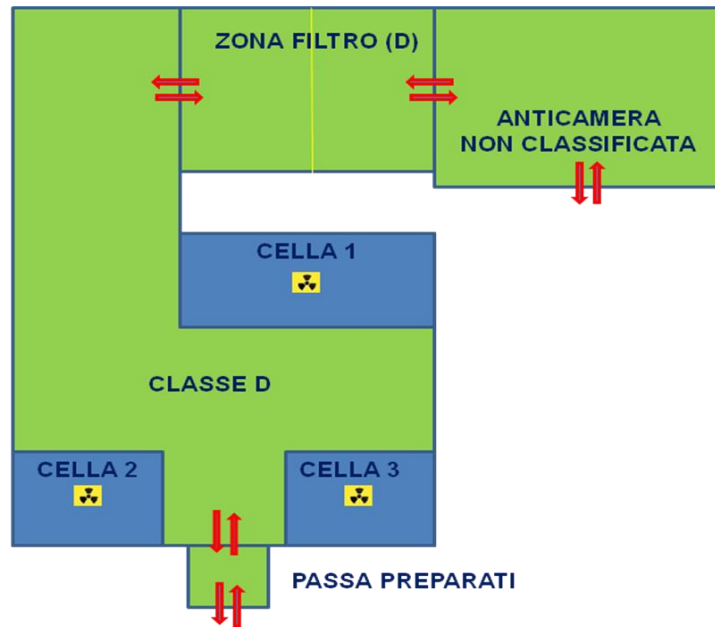 ZONA FILTRO (D)
ANTICAMERA
NON CLASSIFICATA
CELLA 1
CLASSE D
CELLA 2
CELLA 3
PASSA PREPARATI